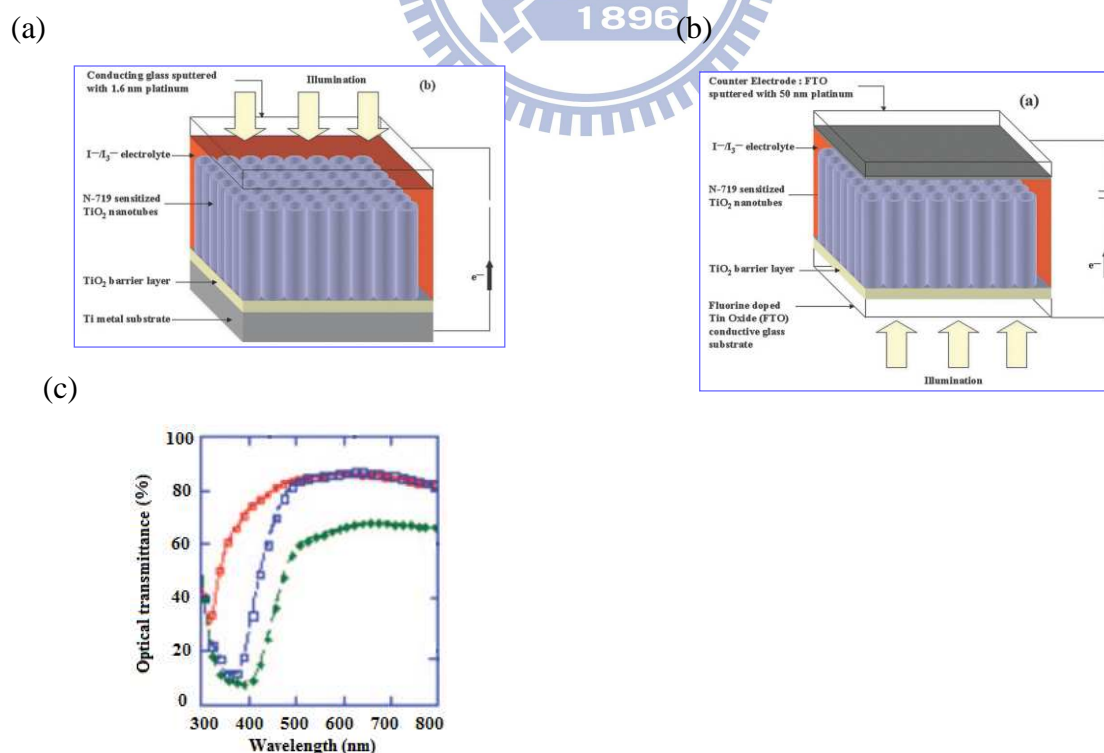 1896
(a)
(b)
Conducting glass sputtered
with 1.6 nm platinum
Illumination
(b)
I⁻/I₃⁻ electrolyte
N-719 sensitized
TiO₂ nanotubes
TiO₂ barrier layer
Ti metal substrate
e⁻
Counter Electrode : FTO
sputtered with 50 nm platinum
(a)
I⁻/I₃⁻ electrolyte
N-719 sensitized
TiO₂ nanotubes
TiO₂ barrier layer
Fluorine doped
Tin Oxide (FTO)
conductive glass
substrate
e⁻
Illumination
(c)
Optical transmittance (%)
100
80
60
40
20
0
300 400 500 600 700 800
Wavelength (nm)